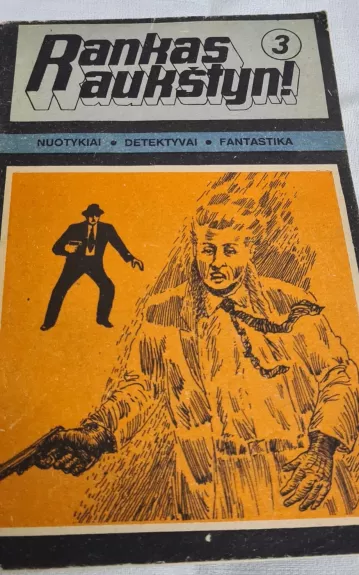 Rankas
aukštyn!
3
NUOTYKIAI • DETEKTYVAI • FANTASTIKA